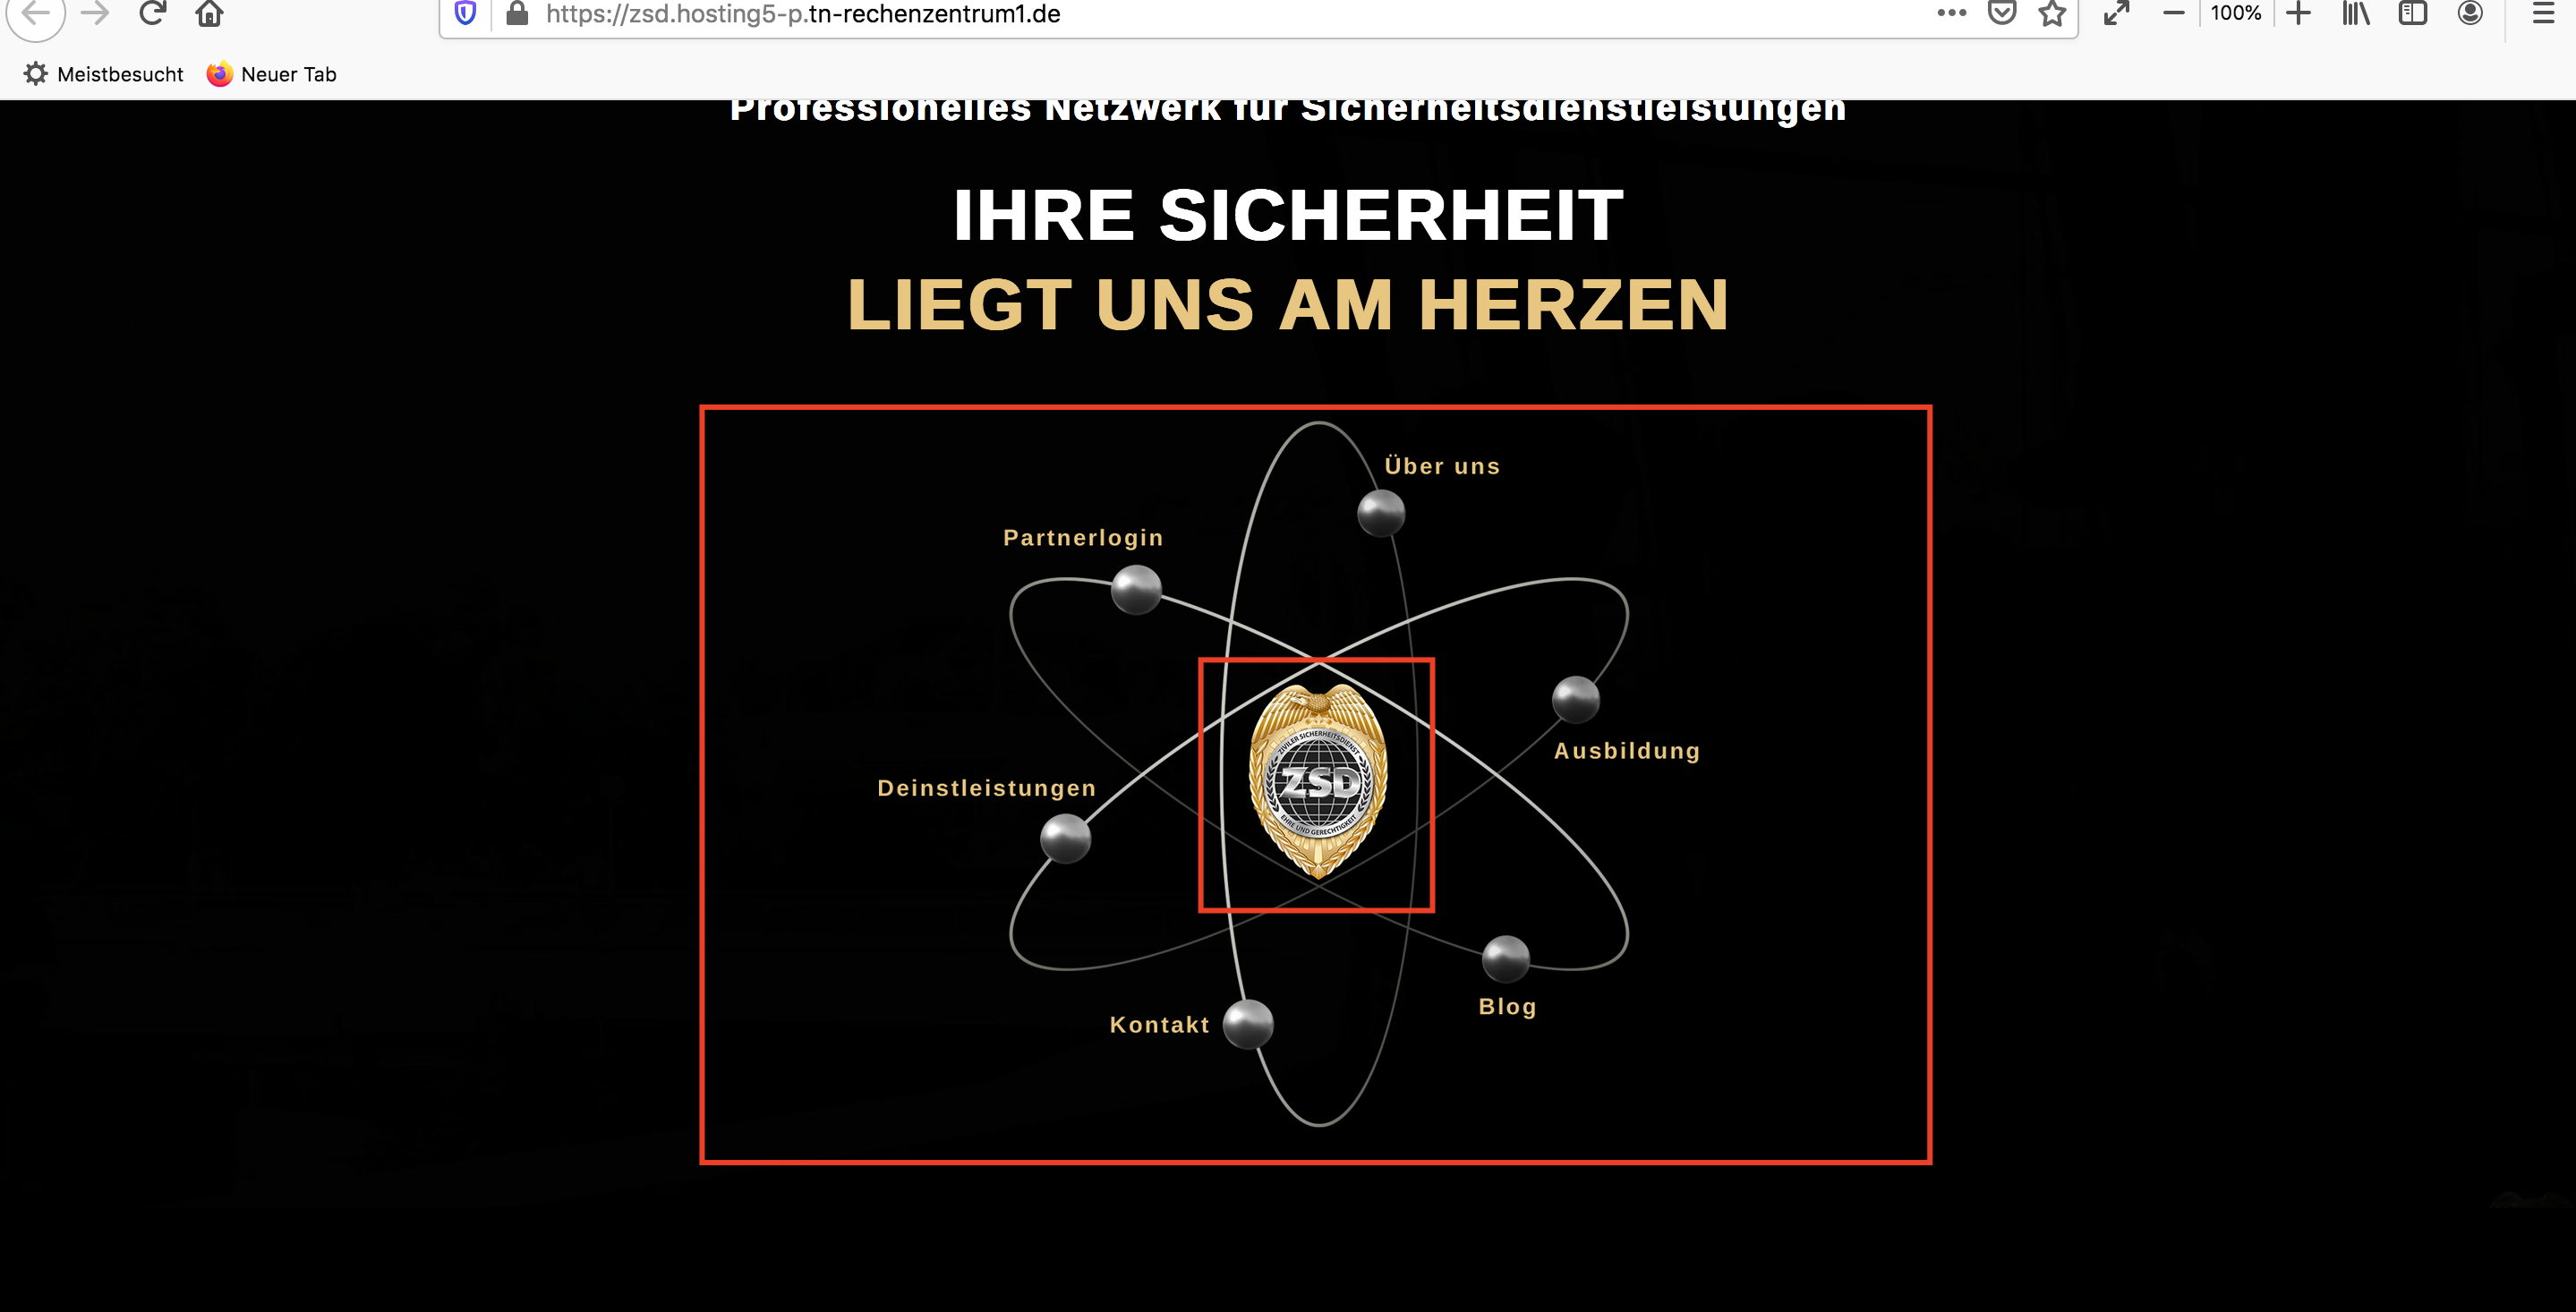 https://zsd.hosting5-p.tn-rechenzentrum1.de
100%
Meistbesucht
Neuer Tab
Professionelles Netzwerk für Sicherheitsdienstleistungen
IHRE SICHERHEIT
LIEGT UNS AM HERZEN
Über uns
Partnerlogin
Ausbildung
Deinstleistungen
ZIVILER SICHERHEITSDIENST
ZSD
EHRE UND GERECHTIGKEIT
Blog
Kontakt